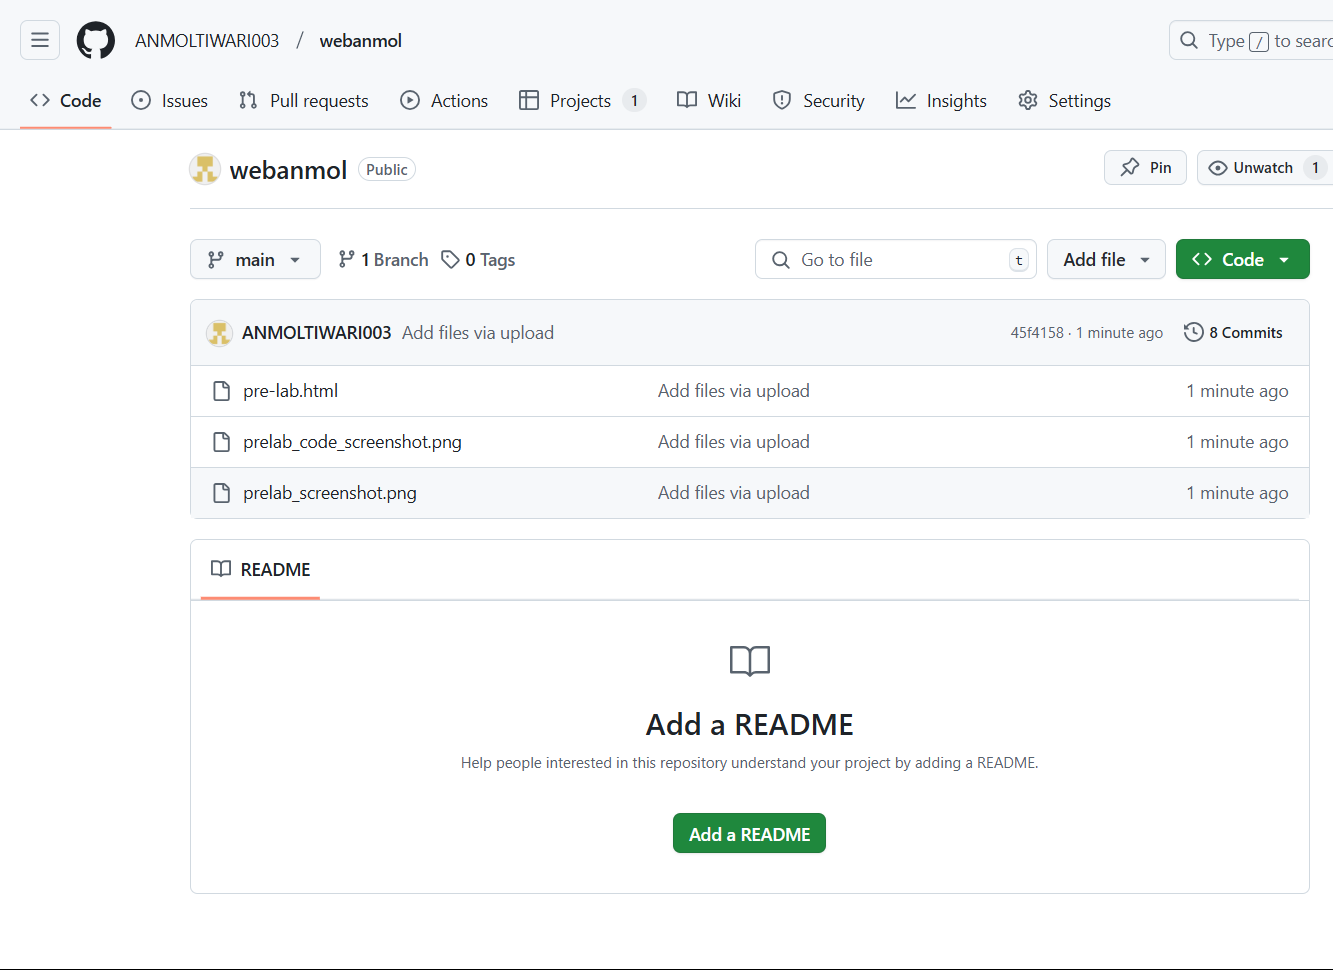 ANMOLTIWARI003 / webanmol
Type / to searc
Code Issues Pull requests Actions Projects 1 Wiki Security Insights Settings
webanmol Public
Pin Unwatch 1
main 1 Branch 0 Tags Go to file t Add file Code
ANMOLTIWARI003 Add files via upload 45f4158 · 1 minute ago 8 Commits
pre-lab.html Add files via upload 1 minute ago
prelab_code_screenshot.png Add files via upload 1 minute ago
prelab_screenshot.png Add files via upload 1 minute ago
README
Add a README
Help people interested in this repository understand your project by adding a README.
Add a README